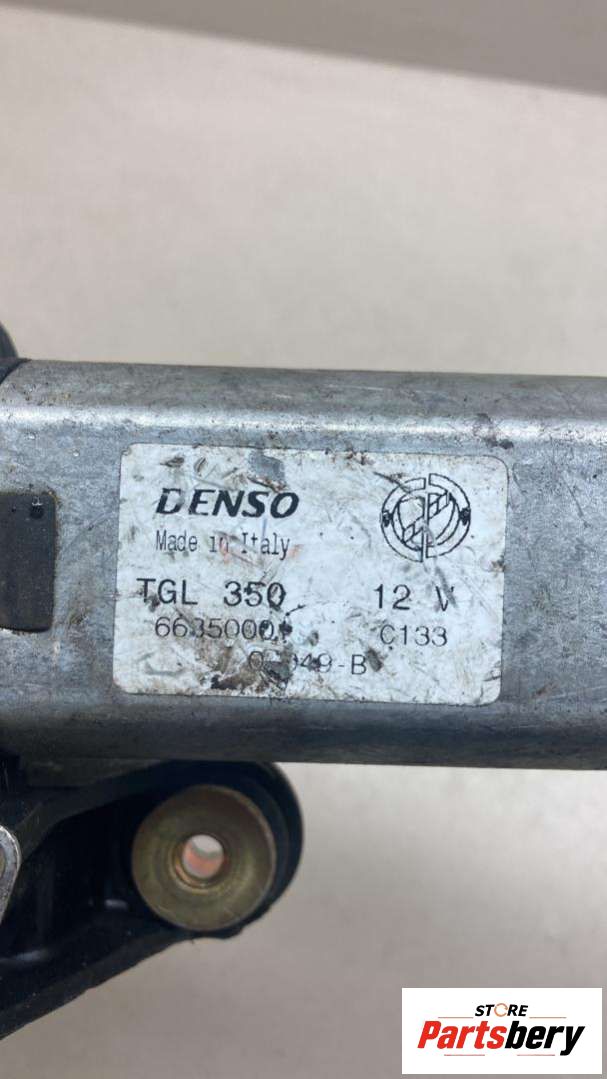 DENSO
Made in Italy
TGL 350 12 V
C133
STORE
Partsbery